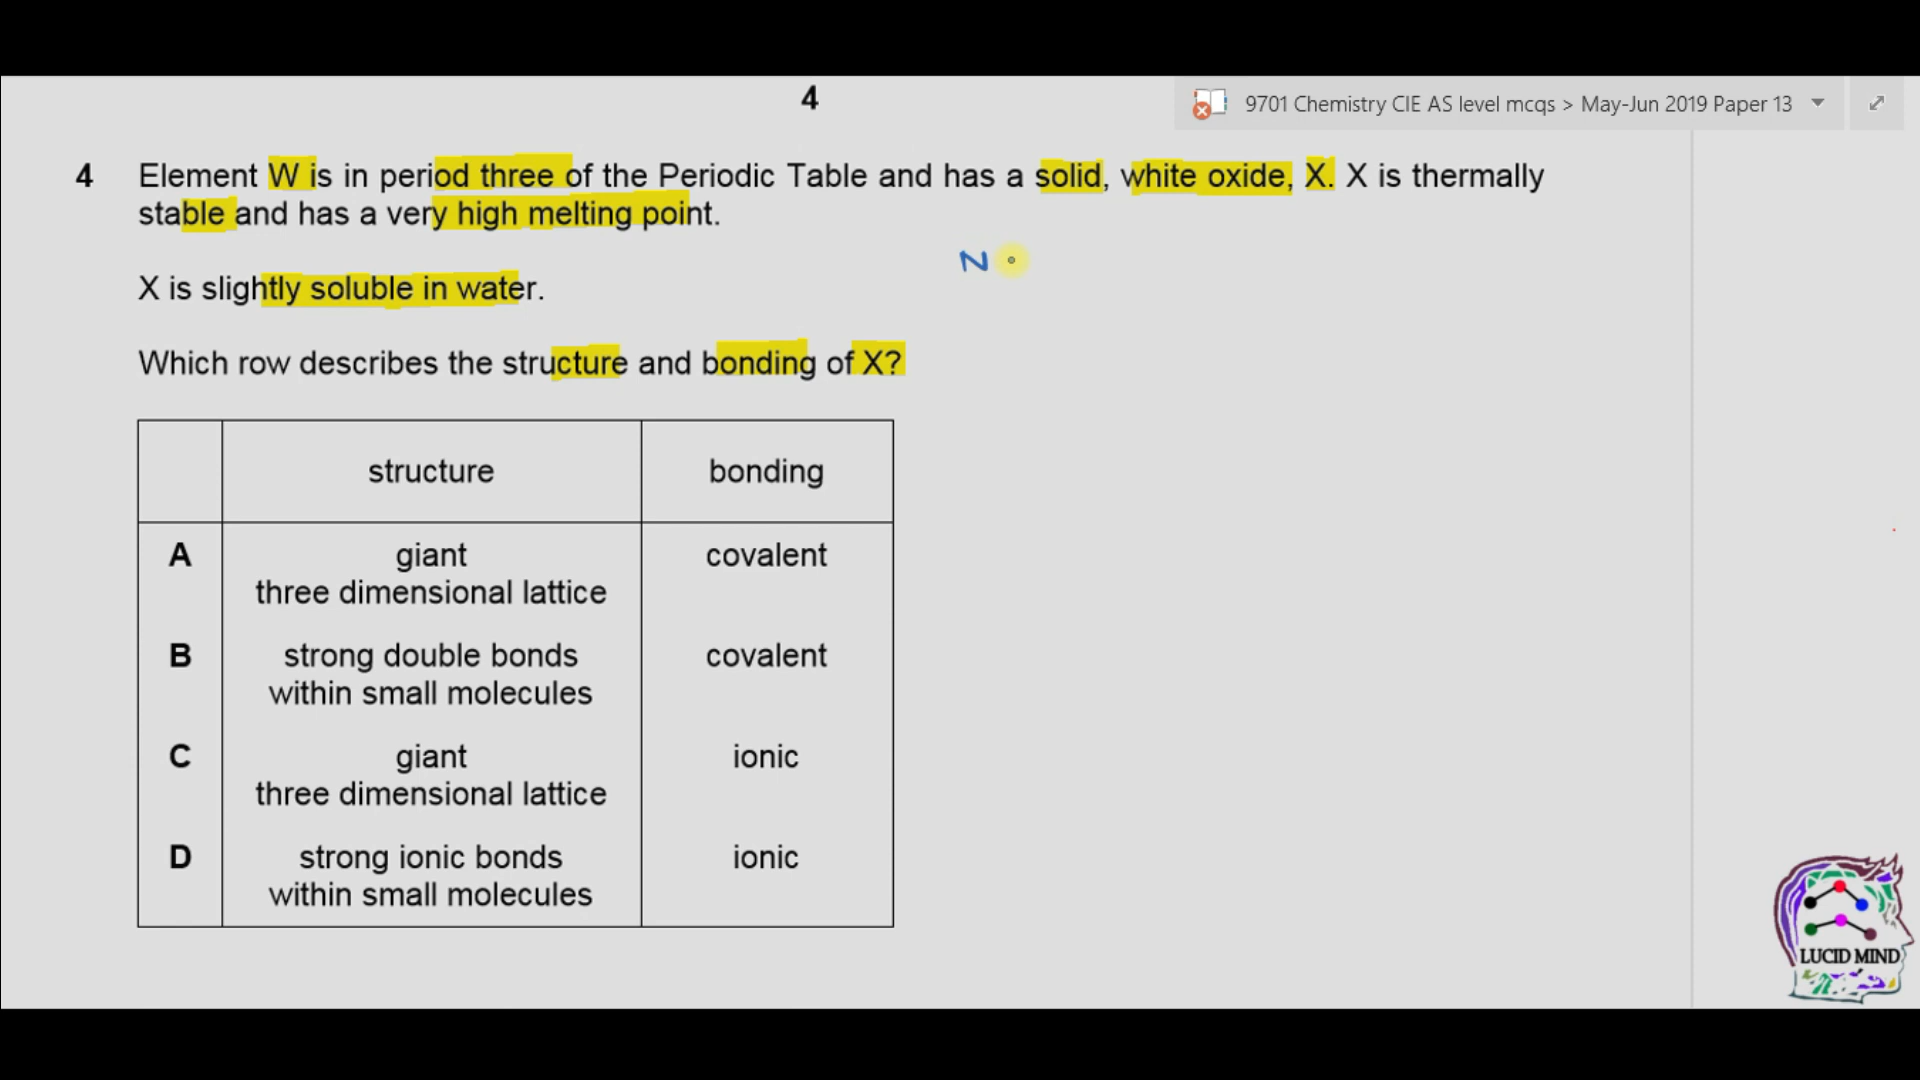 4
9701 Chemistry CIE AS level mcqs > May-Jun 2019 Paper 13
4 Element W is in period three of the Periodic Table and has a solid, white oxide, X. X is thermally
stable and has a very high melting point.
N
X is slightly soluble in water.
Which row describes the structure and bonding of X?
structure bonding
A giant covalent
three dimensional lattice
B strong double bonds covalent
within small molecules
C giant ionic
three dimensional lattice
D strong ionic bonds ionic
within small molecules
LUCID MIND